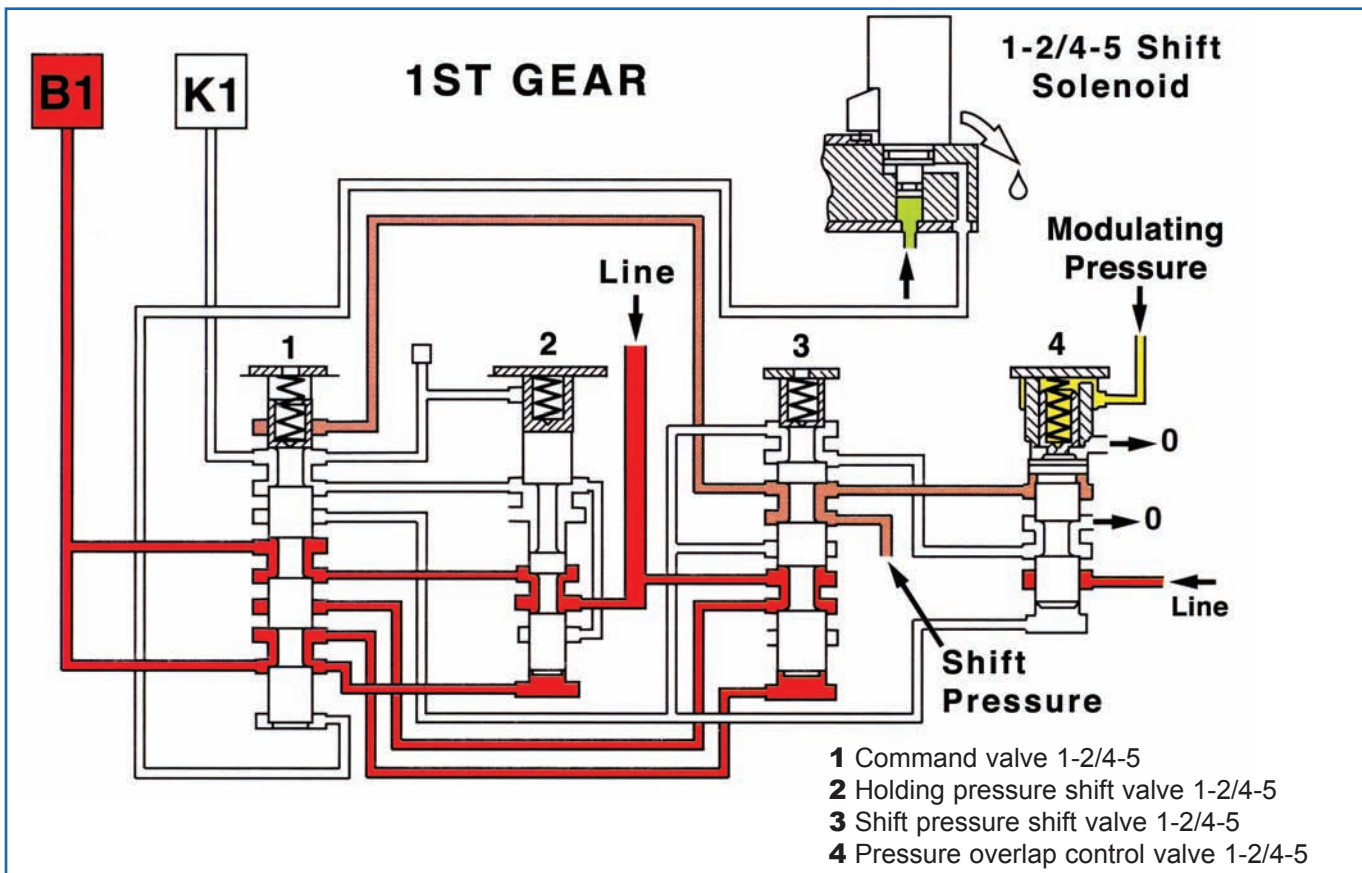 B1
K1
1ST GEAR
1-2/4-5 Shift
Solenoid
Modulating
Pressure
Line
1
2
3
4
0
0
Line
Shift
Pressure
1 Command valve 1-2/4-5
2 Holding pressure shift valve 1-2/4-5
3 Shift pressure shift valve 1-2/4-5
4 Pressure overlap control valve 1-2/4-5